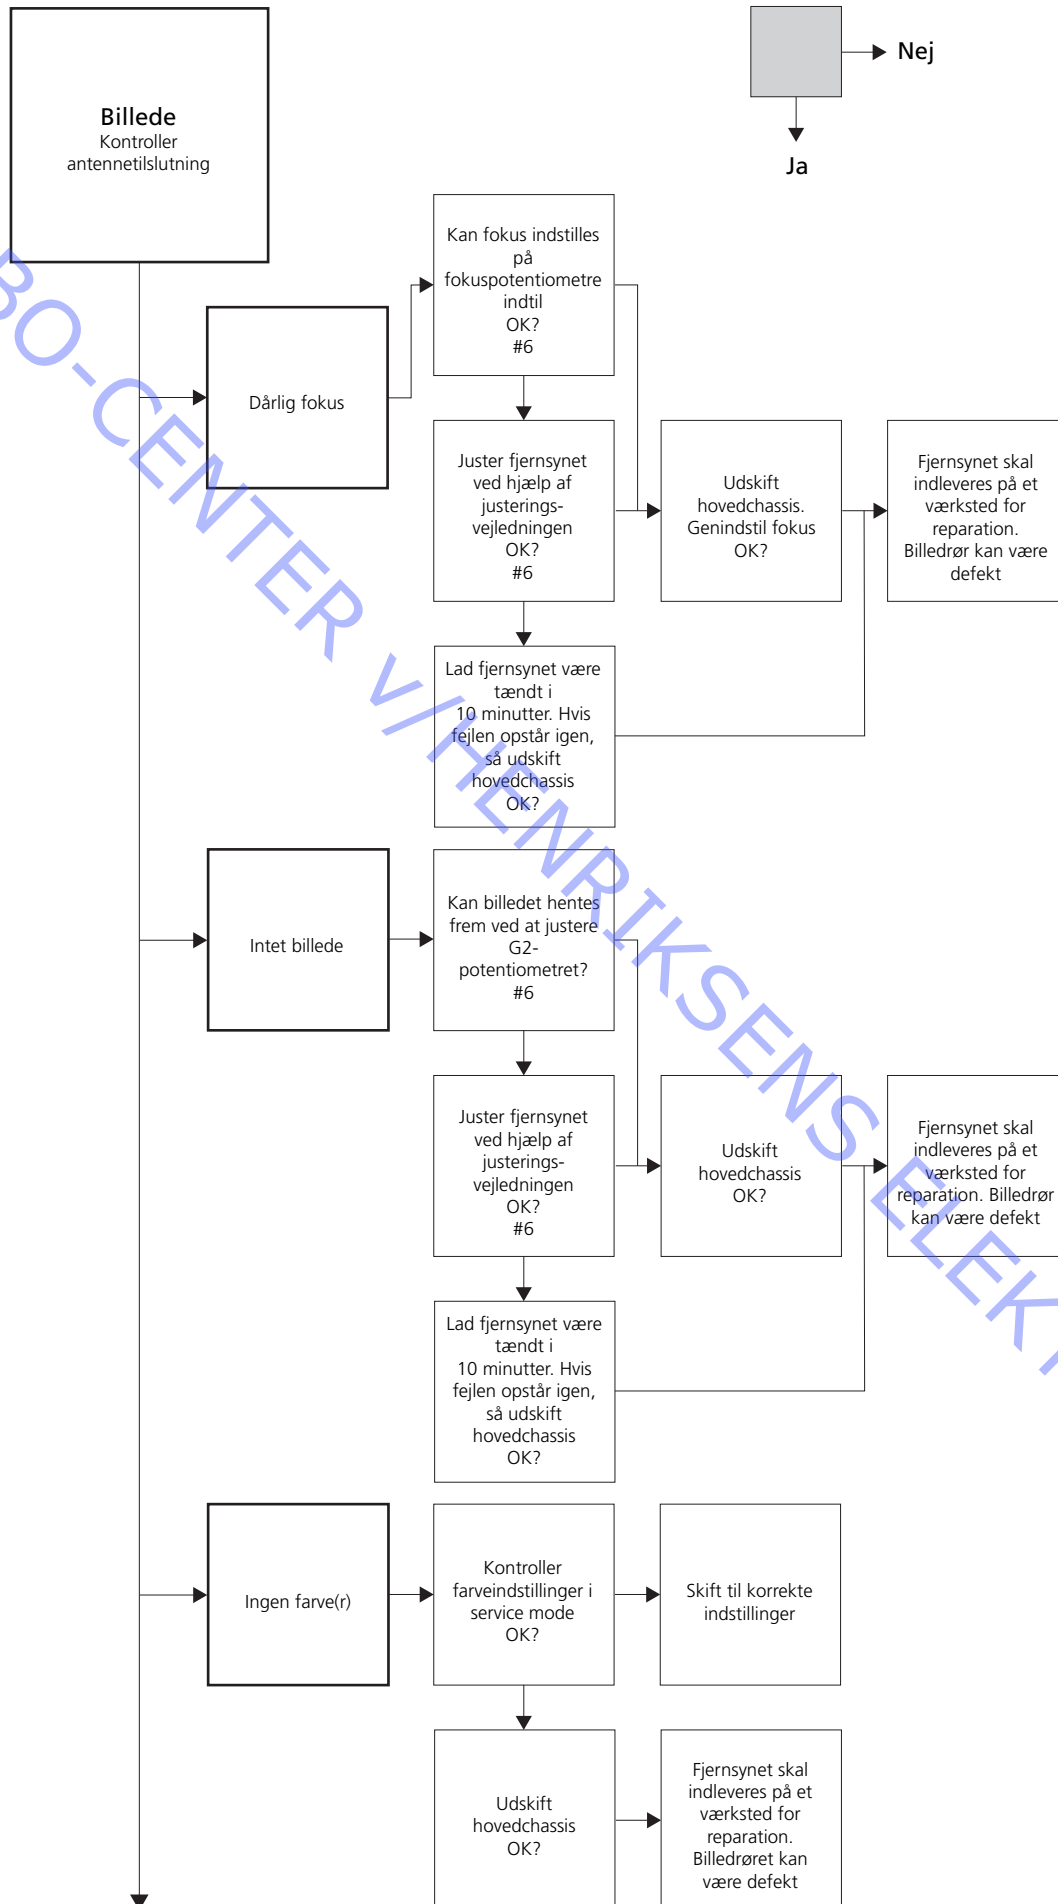 Billede
Kontroller
antennetilslutning
Nej
Ja
Kan fokus indstilles
på
fokuspotentiometre
indtil
OK?
#6
Dårlig fokus
Juster fjernsynet
ved hjælp af
justerings-
vejledningen
OK?
#6
Udskift
hovedchassis.
Genindstil fokus
OK?
Fjernsynet skal
indleveres på et
værksted for
reparation.
Billedrør kan være
defekt
Lad fjernsynet være
tændt i
10 minutter. Hvis
fejlen opstår igen,
så udskift
hovedchassis
OK?
Intet billede
Kan billedet hentes
frem ved at justere
G2-
potentiometret?
#6
Juster fjernsynet
ved hjælp af
justerings-
vejledningen
OK?
#6
Udskift
hovedchassis
OK?
Fjernsynet skal
indleveres på et
værksted for
reparation. Billedrør
kan være defekt
Lad fjernsynet være
tændt i
10 minutter. Hvis
fejlen opstår igen,
så udskift
hovedchassis
OK?
Ingen farve(r)
Kontroller
farveindstillinger i
service mode
OK?
Skift til korrekte
indstillinger
Udskift
hovedchassis
OK?
Fjernsynet skal
indleveres på et
værksted for
reparation.
Billedrøret kan
være defekt
BO-CENTER v/HENRIKSENS ELEKT